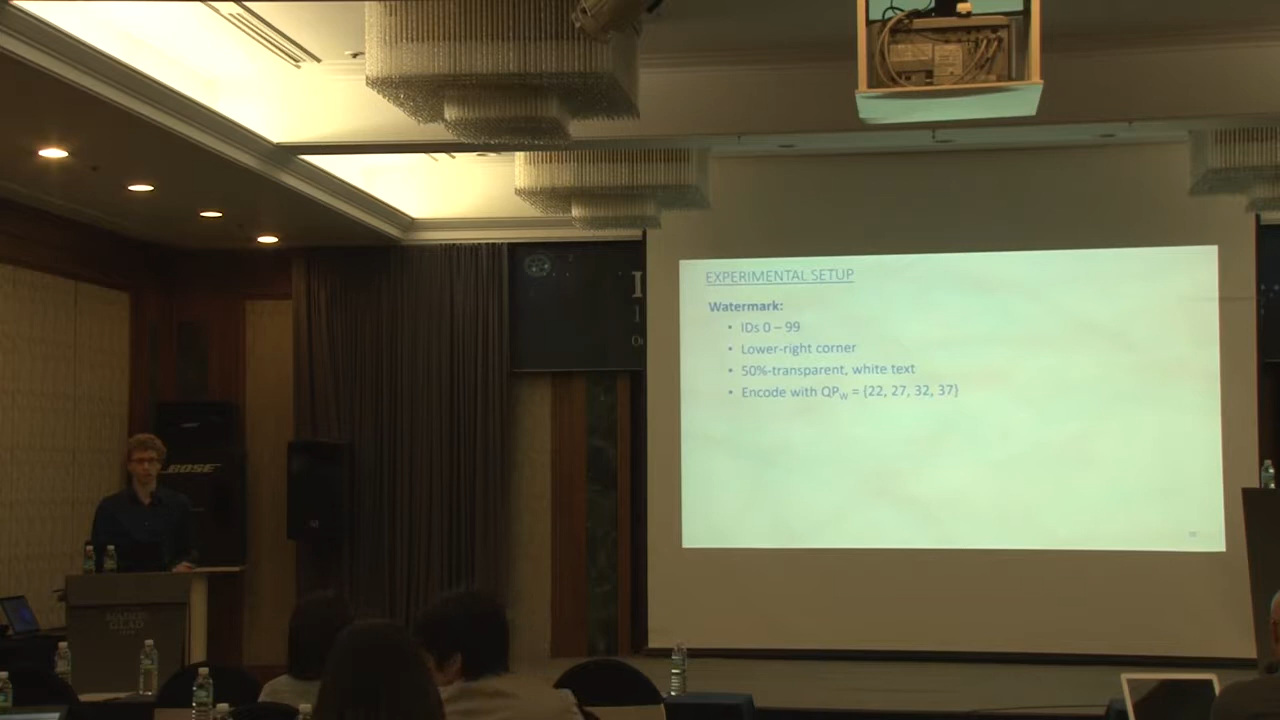 EXPERIMENTAL SETUP
Watermark:
• IDs 0 – 99
• Lower-right corner
• 50%-transparent, white text
• Encode with QPW = {22, 27, 32, 37}
BOSE
GLAD